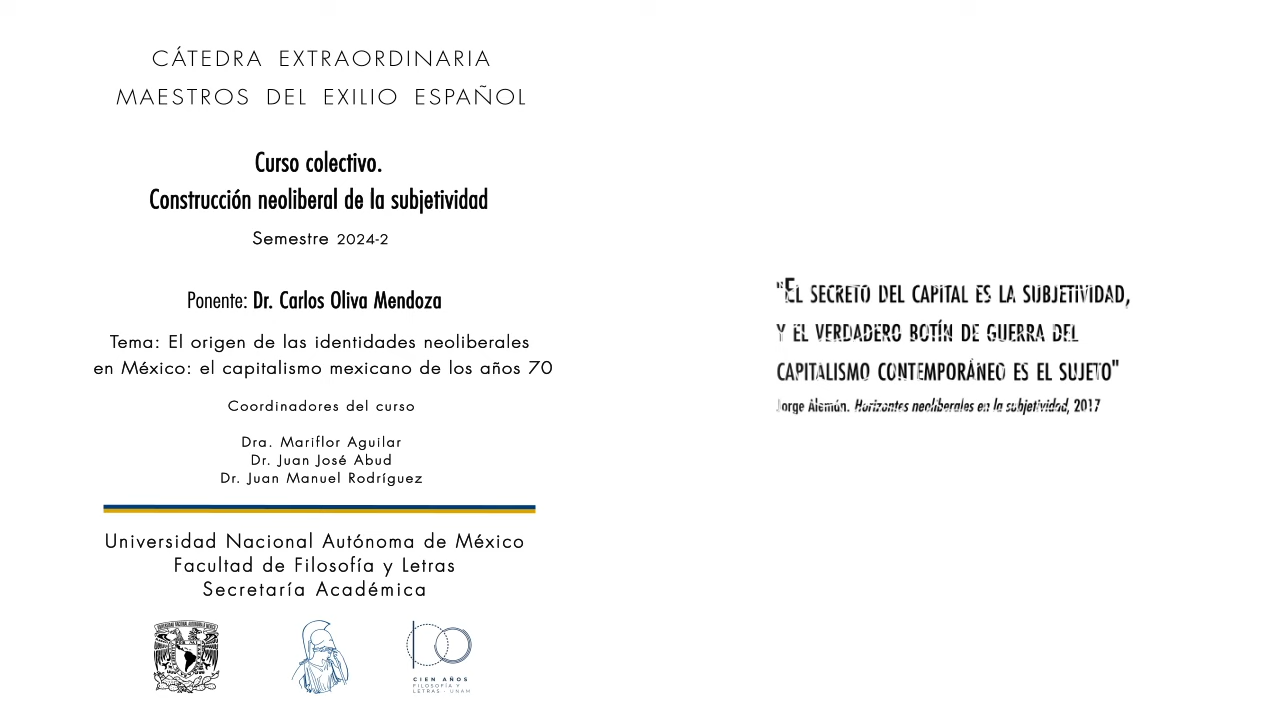 CÁTEDRA EXTRAORDINARIA
MAESTROS DEL EXILIO ESPAÑOL
Curso colectivo.
Construcción neoliberal de la subjetividad
Semestre 2024-2
Ponente: Dr. Carlos Oliva Mendoza
Tema: El origen de las identidades neoliberales
en México: el capitalismo mexicano de los años 70
Coordinadores del curso
Dra. Mariflor Aguilar
Dr. Juan José Abud
Dr. Juan Manuel Rodríguez
Universidad Nacional Autónoma de México
Facultad de Filosofía y Letras
Secretaría Académica
CIEN AÑOS
FILOSOFÍA Y
LETRAS · UNAM
"EL SECRETO DEL CAPITAL ES LA SUBJETIVIDAD,
Y EL VERDADERO BOTÍN DE GUERRA DEL
CAPITALISMO CONTEMPORÁNEO ES EL SUJETO"
Jorge Alemán. Horizontes neoliberales en la subjetividad, 2017